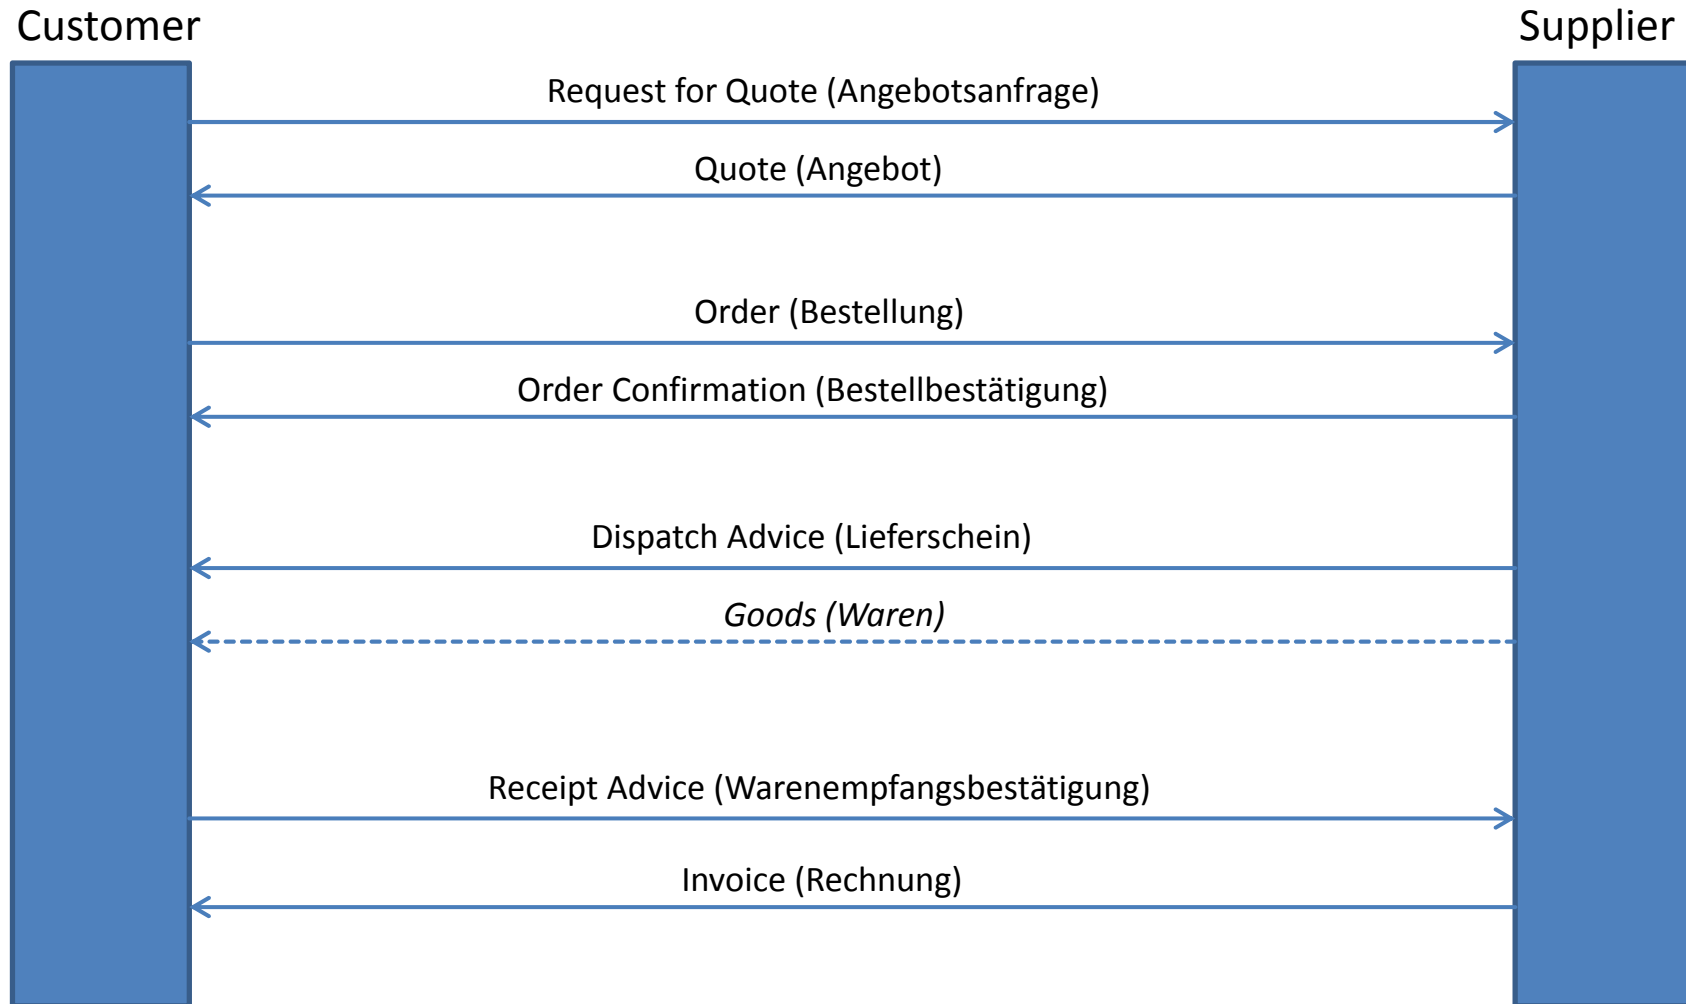 Customer
Supplier
Request for Quote (Angebotsanfrage)
Quote (Angebot)
Order (Bestellung)
Order Confirmation (Bestellbestätigung)
Dispatch Advice (Lieferschein)
Goods (Waren)
Receipt Advice (Warenempfangsbestätigung)
Invoice (Rechnung)